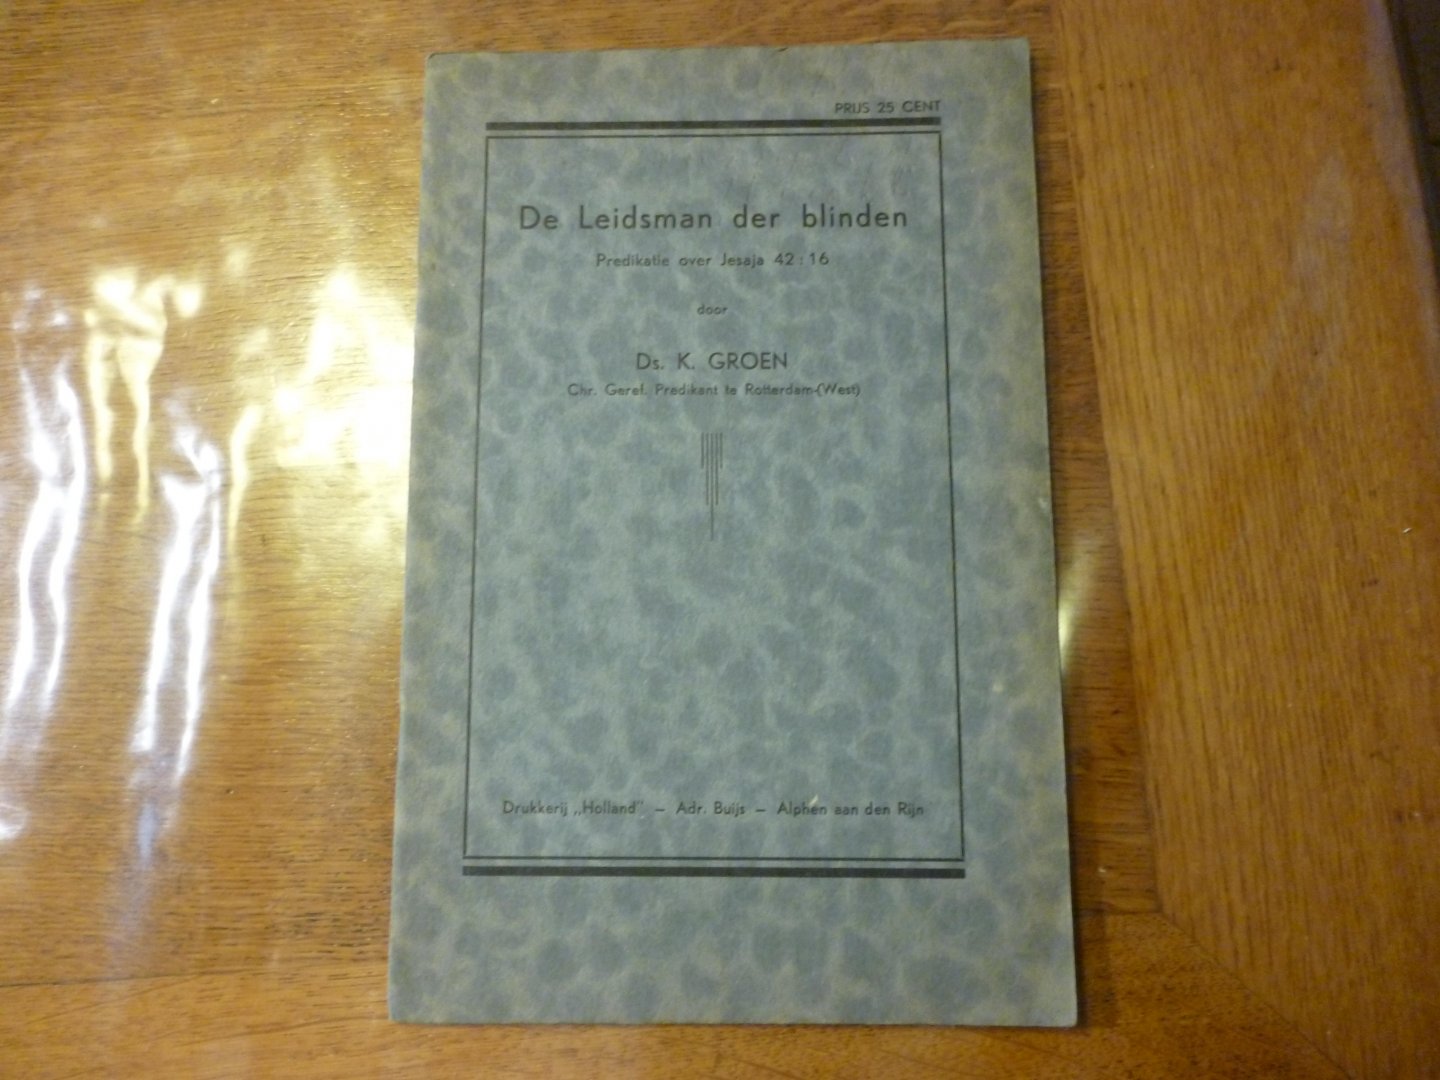 PRIJS 25 CENT
De Leidsman der blinden
Predikatie over Jesaja 42 : 16
door
Ds. K. GROEN
Chr. Geref. Predikant te Rotterdam-(West)
Drukkerij „Holland" — Adr. Buijs — Alphen aan den Rijn